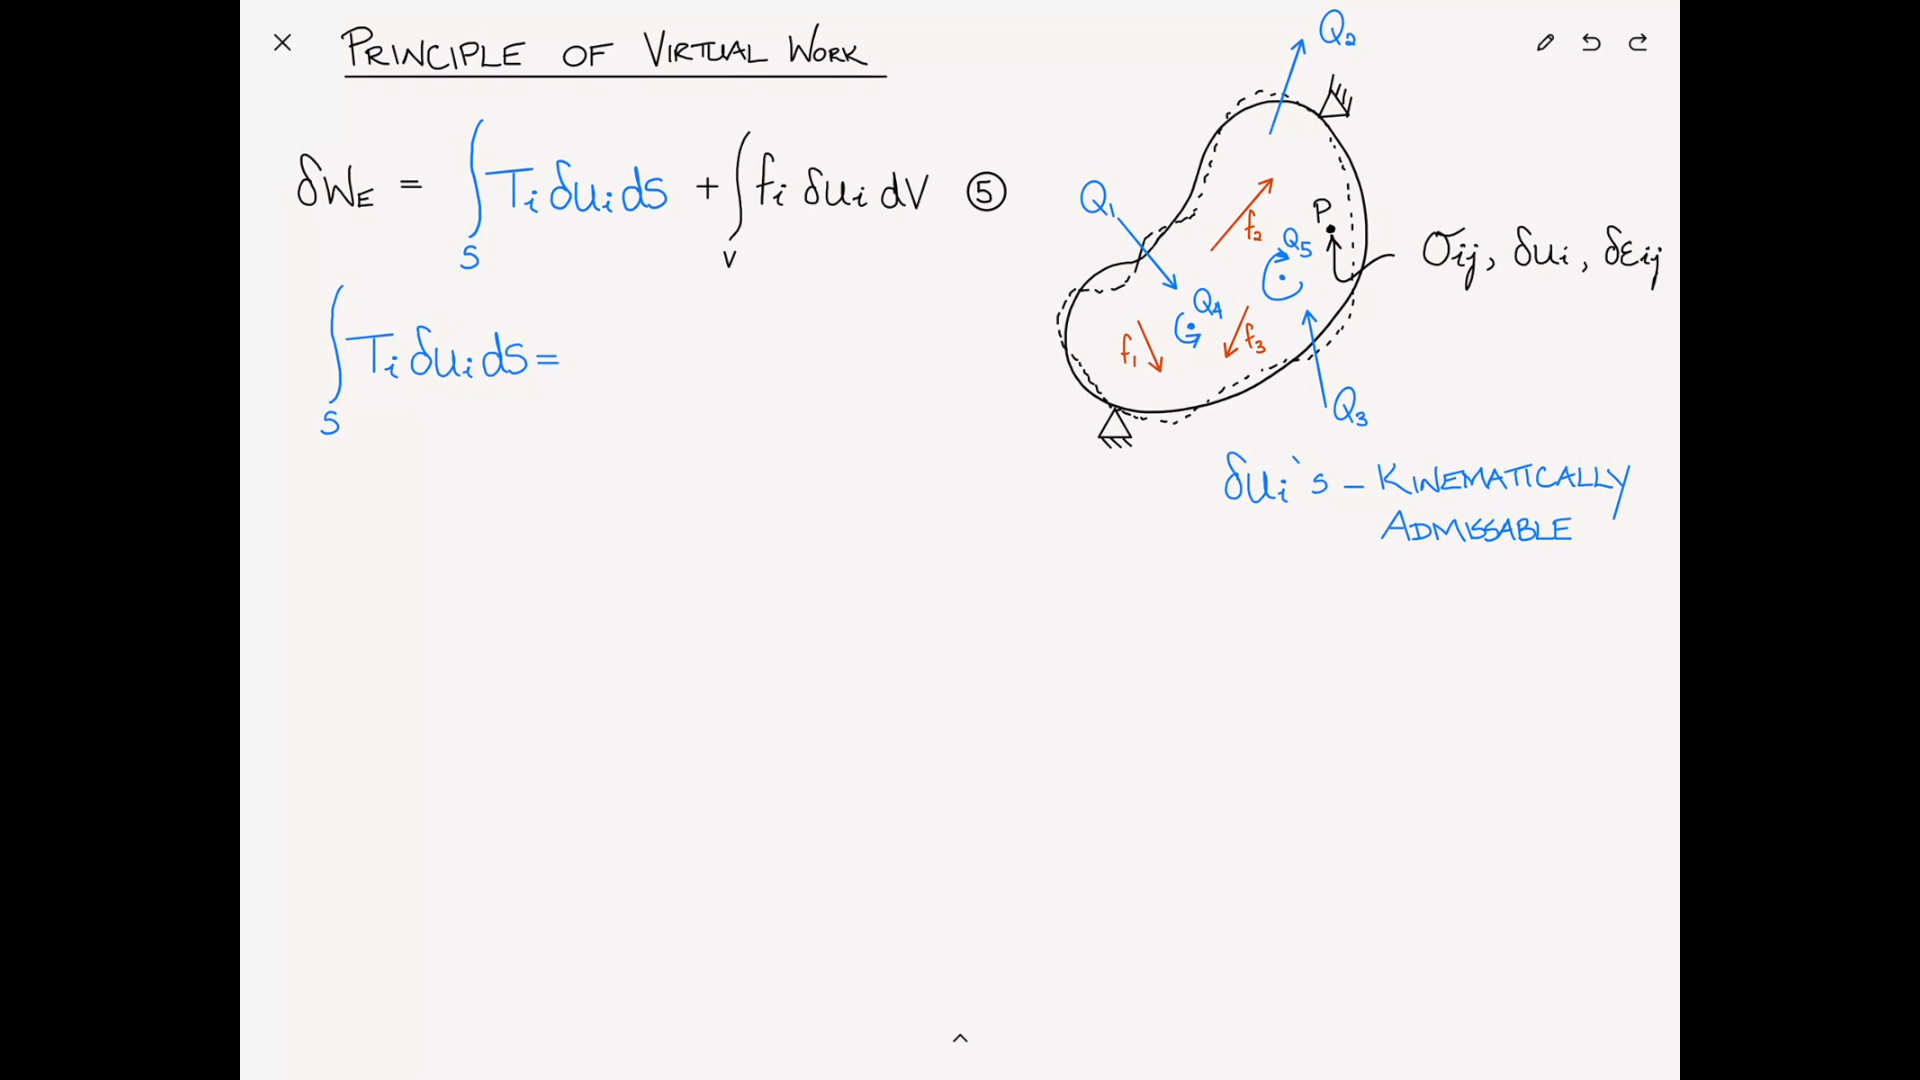 PRINCIPLE OF VIRTUAL WORK
δW_E = ∫_S T_i δu_i ds + ∫_V f_i δu_i dV ⑤
∫_S T_i δu_i ds =
Q_2
Q_1
f_2
P
Q_5
σ_ij, δu_i, δε_ij
Q_4
f_1
f_3
Q_3
δu_i`s – KINEMATICALLY
ADMISSABLE